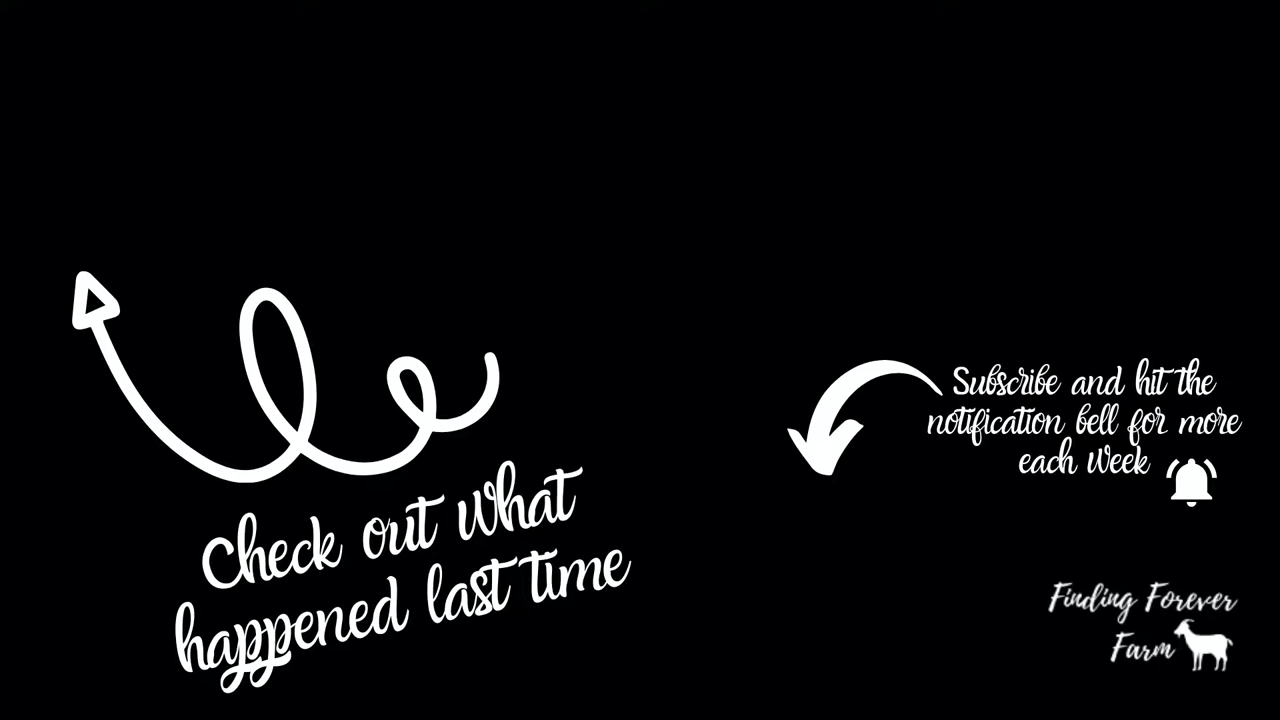 Check out what
happened last time
Subscribe and hit the
notification bell for more
each week
Finding Forever
Farm